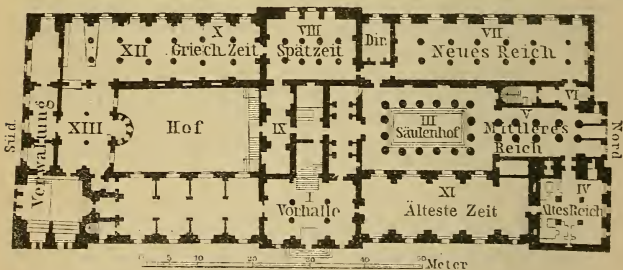 X
XII
Griech. Zeit
VIII
Spätzeit
Dir.
VII
Neues Reich
Süd
Verwaltung
XIII
Hof
IX
III
Säulenhof
V
Mittleres
Reich
VI
Nord
I
Vorhalle
XI
Älteste Zeit
IV
Altes Reich
0
10
20
30
40
50
Meter